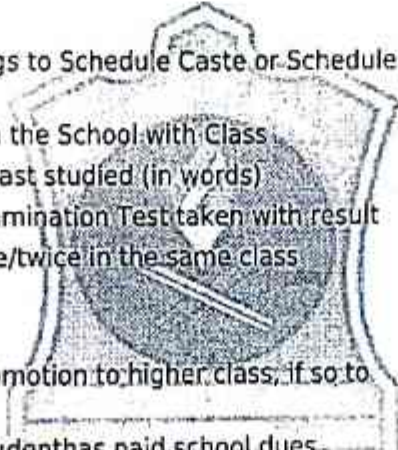 gs to Schedule Caste or Schedule
the School with Class
ast studied (in words)
mination Test taken with result
e/twice in the same class
motion to higher class, if so to
udenthas paid school dues